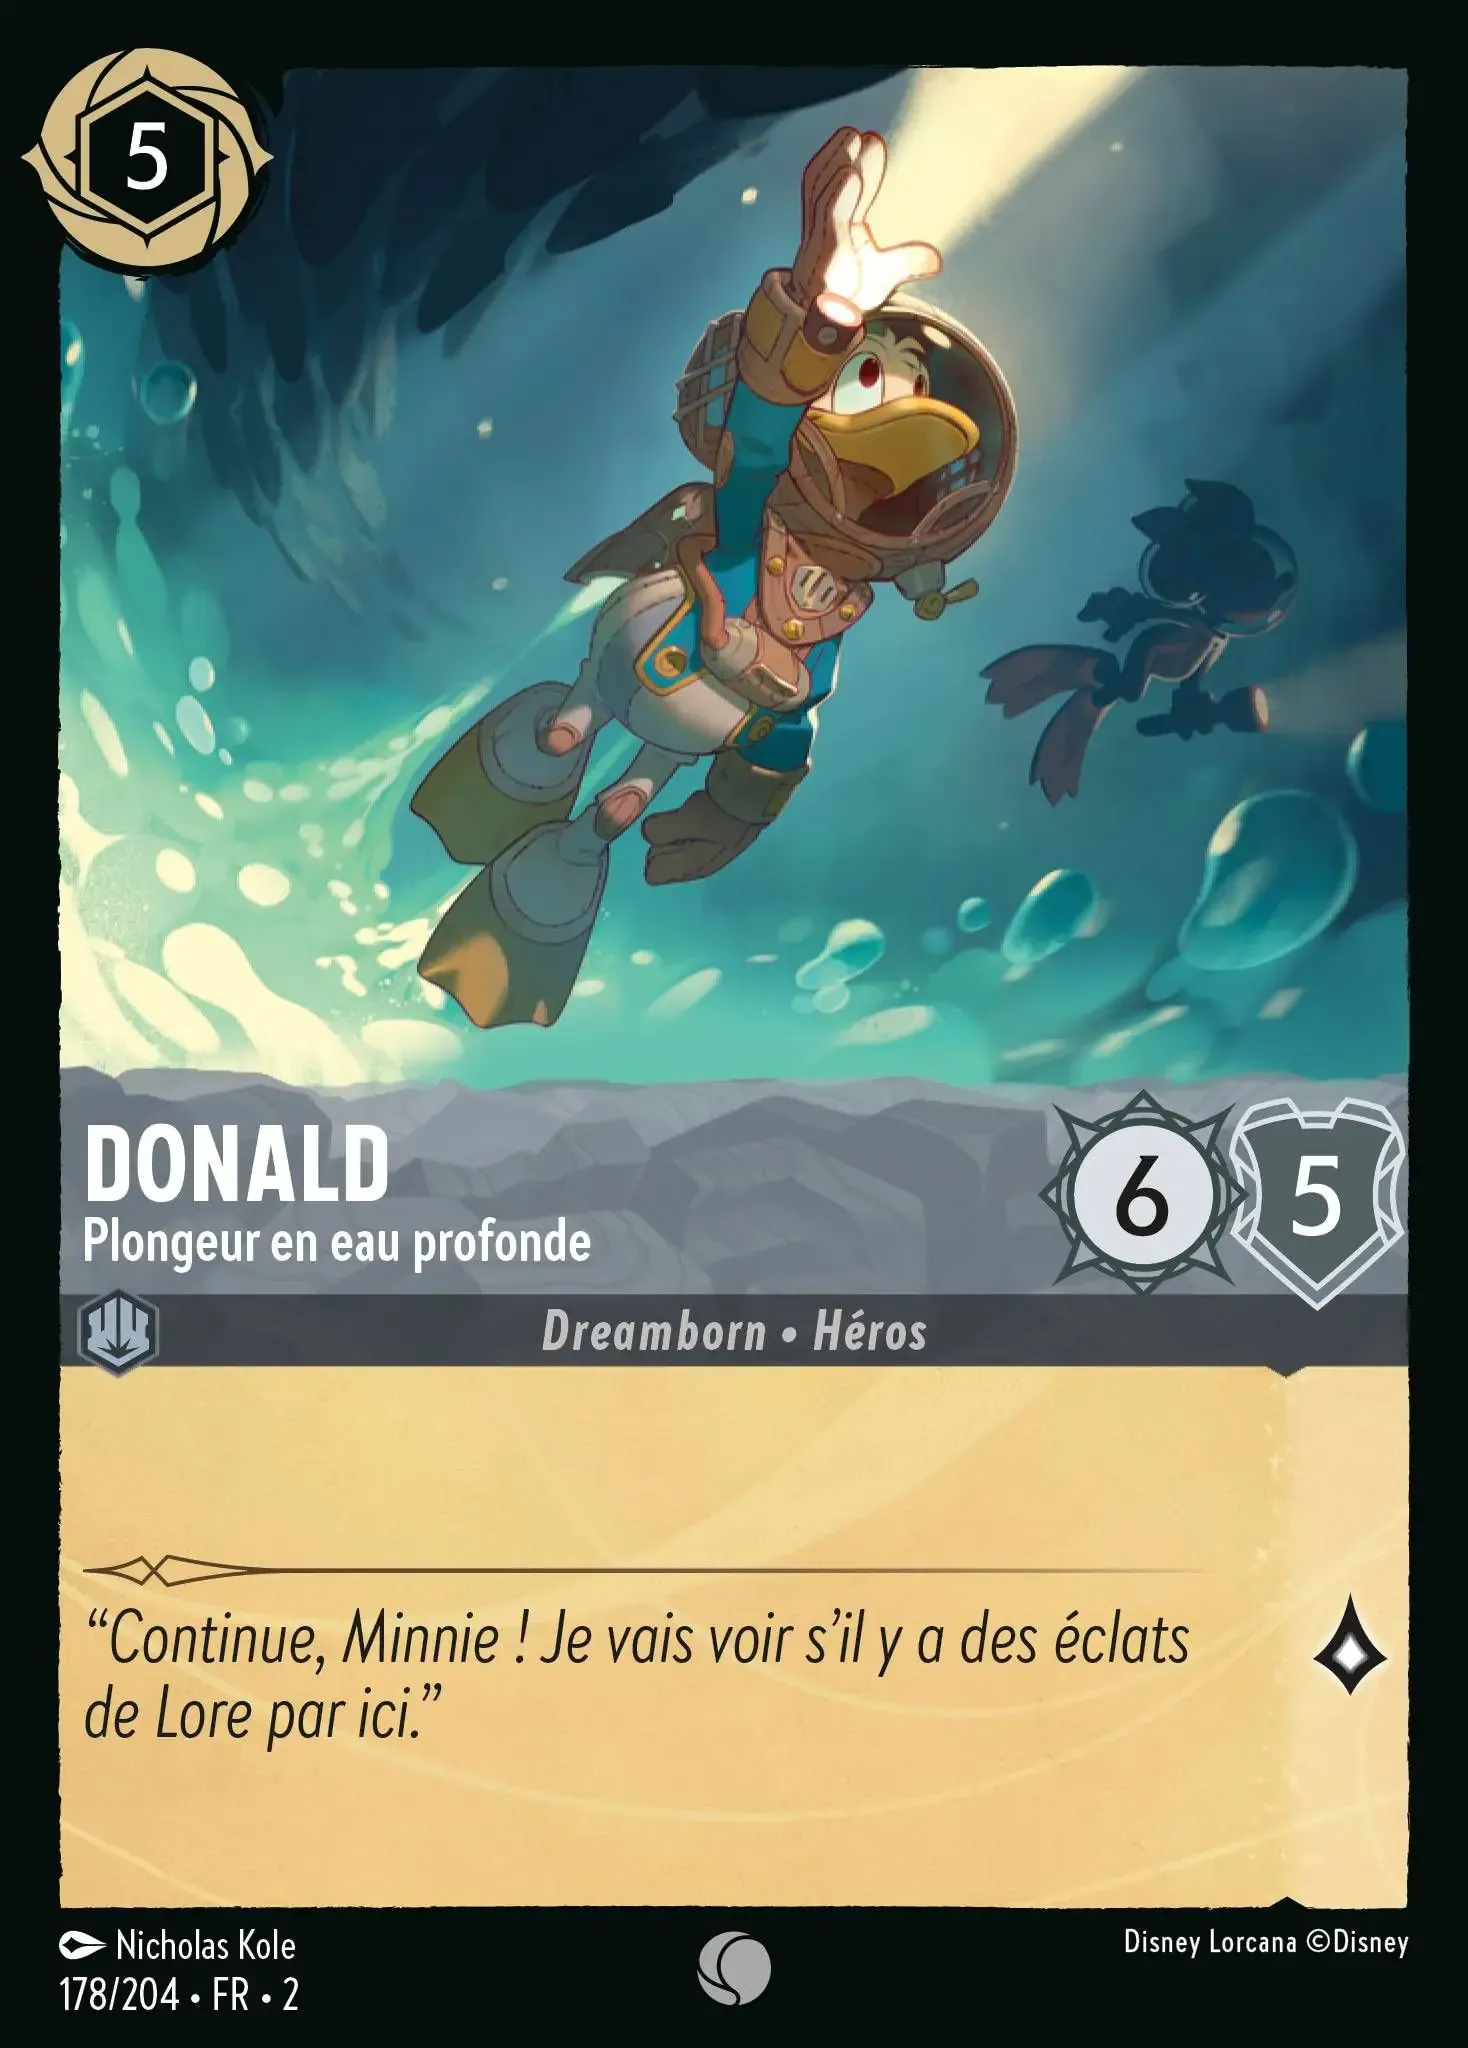 5
DONALD
Plongeur en eau profonde
6
5
Dreamborn • Héros
“Continue, Minnie ! Je vais voir s’il y a des éclats
de Lore par ici.”
Nicholas Kole
Disney Lorcana ©Disney
178/204 • FR • 2